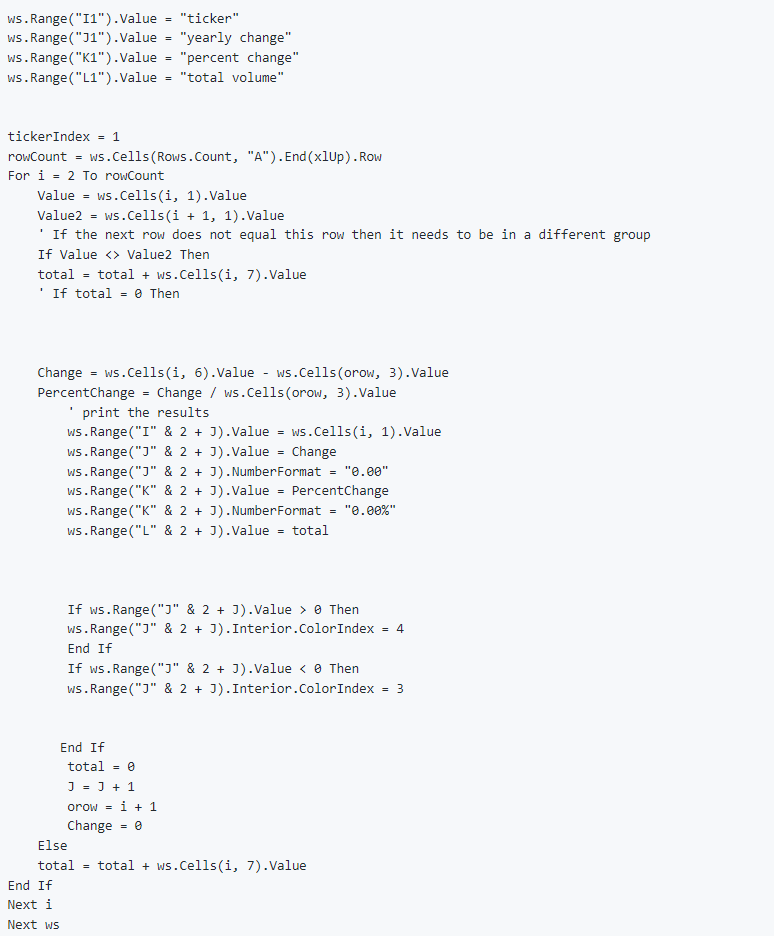 ws.Range("I1").Value = "ticker"
ws.Range("J1").Value = "yearly change"
ws.Range("K1").Value = "percent change"
ws.Range("L1").Value = "total volume"
tickerIndex = 1
rowCount = ws.Cells(Rows.Count, "A").End(xlUp).Row
For i = 2 To rowCount
Value = ws.Cells(i, 1).Value
Value2 = ws.Cells(i + 1, 1).Value
' If the next row does not equal this row then it needs to be in a different group
If Value <> Value2 Then
total = total + ws.Cells(i, 7).Value
' If total = 0 Then
Change = ws.Cells(i, 6).Value - ws.Cells(orow, 3).Value
PercentChange = Change / ws.Cells(orow, 3).Value
' print the results
ws.Range("I" & 2 + J).Value = ws.Cells(i, 1).Value
ws.Range("J" & 2 + J).Value = Change
ws.Range("J" & 2 + J).NumberFormat = "0.00"
ws.Range("K" & 2 + J).Value = PercentChange
ws.Range("K" & 2 + J).NumberFormat = "0.00%"
ws.Range("L" & 2 + J).Value = total
If ws.Range("J" & 2 + J).Value > 0 Then
ws.Range("J" & 2 + J).Interior.ColorIndex = 4
End If
If ws.Range("J" & 2 + J).Value < 0 Then
ws.Range("J" & 2 + J).Interior.ColorIndex = 3
End If
total = 0
J = J + 1
orow = i + 1
Change = 0
Else
total = total + ws.Cells(i, 7).Value
End If
Next i
Next ws